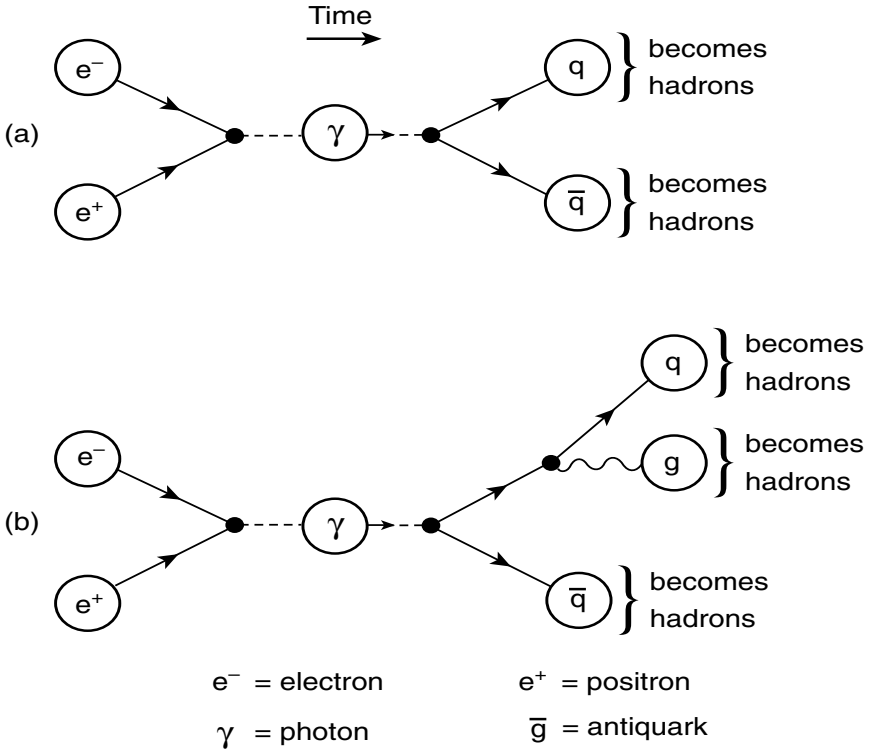 Time
e⁻
q
} becomes
hadrons
(a)
γ
e⁺
q̅
} becomes
hadrons
q
} becomes
hadrons
e⁻
g
} becomes
hadrons
(b)
γ
e⁺
q̅
} becomes
hadrons
e⁻ = electron
e⁺ = positron
γ = photon
g̅ = antiquark